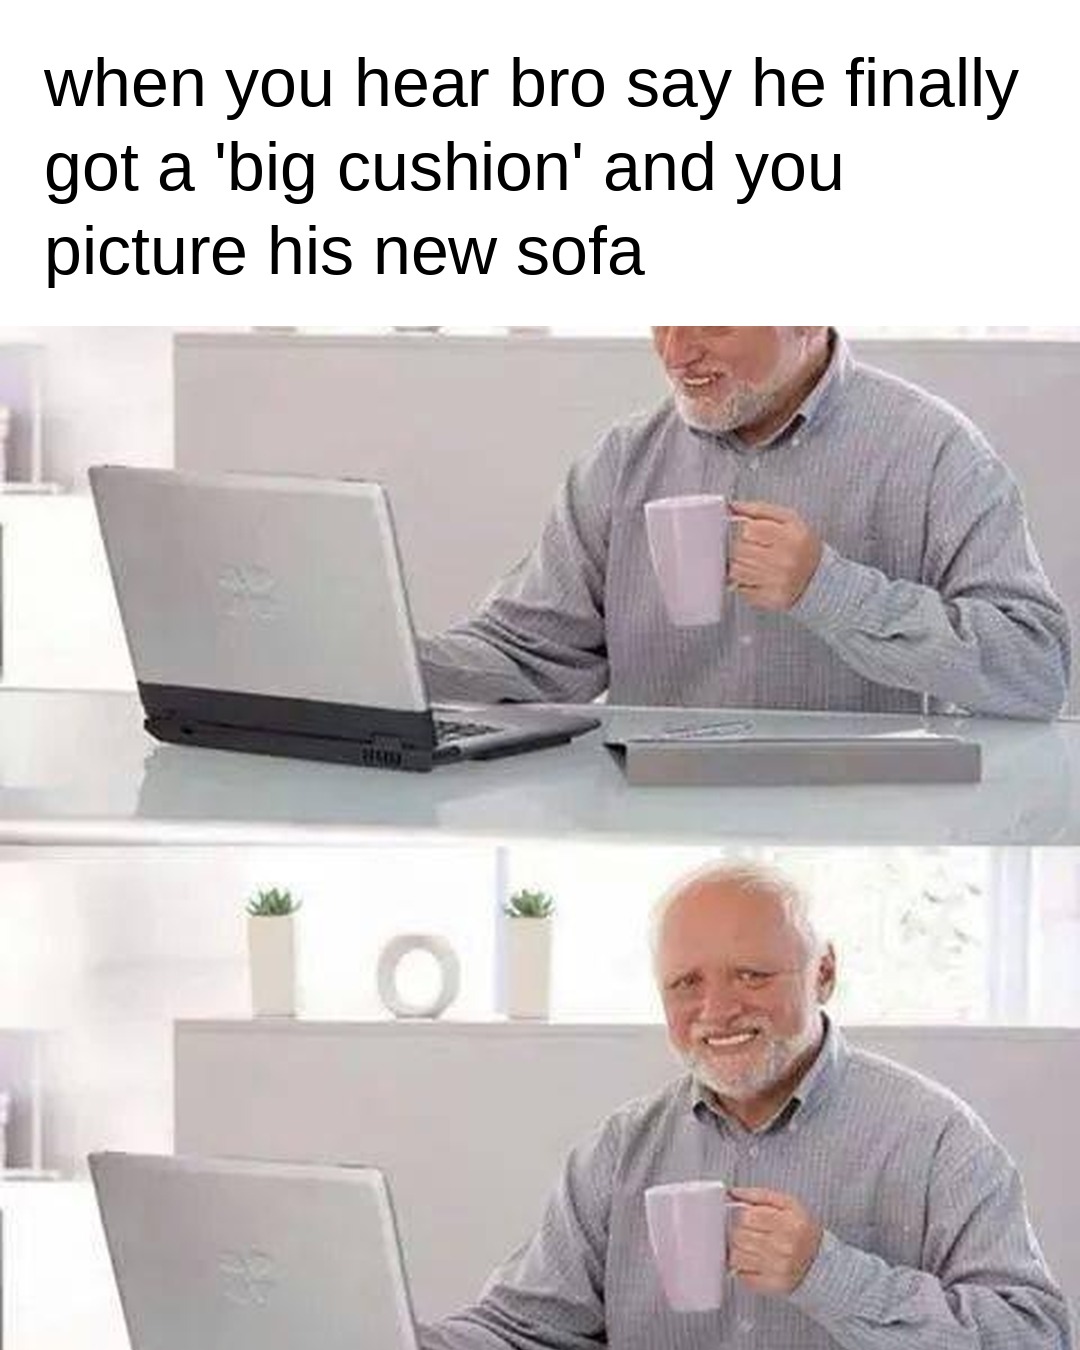 when you hear bro say he finally
got a 'big cushion' and you
picture his new sofa